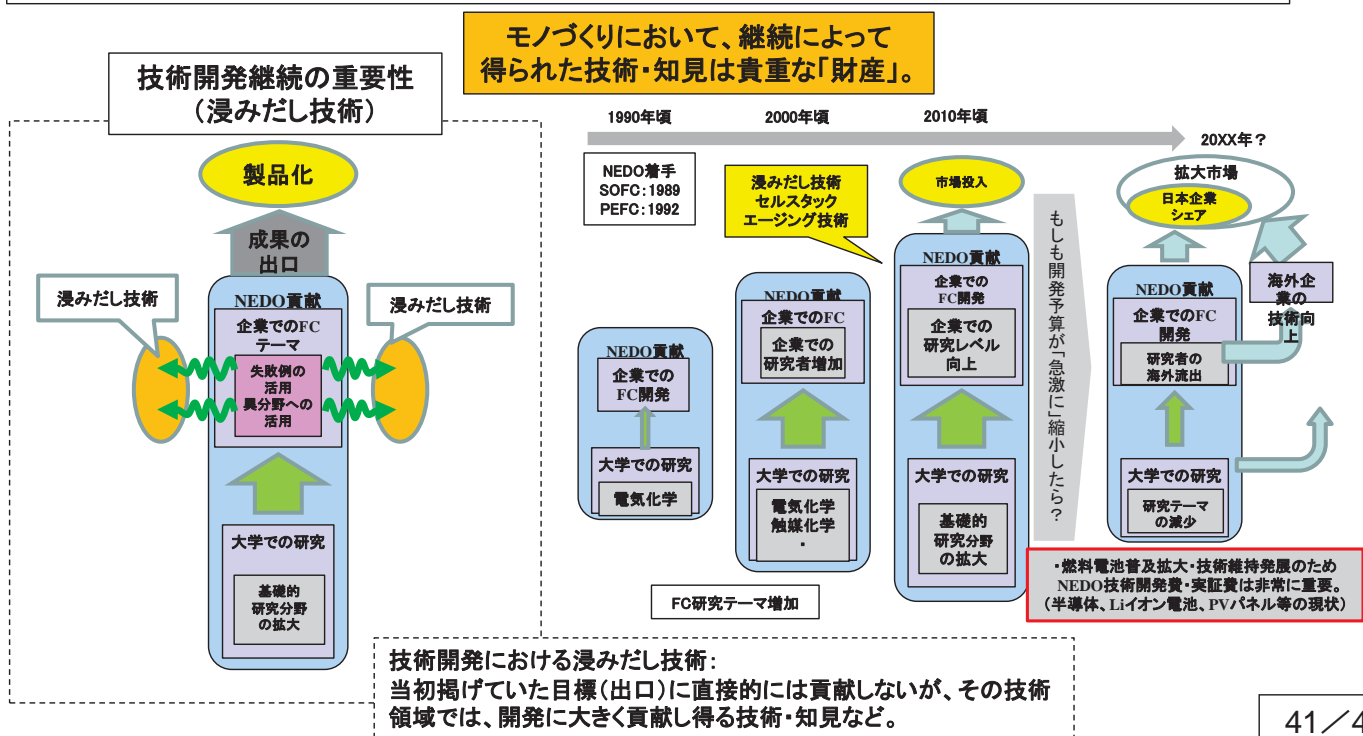 モノづくりにおいて、継続によって
得られた技術・知見は貴重な「財産」。
技術開発継続の重要性
（浸みだし技術）
製品化
成果の
出口
浸みだし技術
浸みだし技術
NEDO貢献
企業でのFC
テーマ
失敗例の
活用
異分野への
活用
大学での研究
基礎的
研究分野
の拡大
1990年頃
2000年頃
2010年頃
20XX年？
NEDO着手
SOFC：1989
PEFC：1992
浸みだし技術
セルスタック
エージング技術
市場投入
拡大市場
日本企業
シェア
NEDO貢献
企業での
FC開発
大学での研究
電気化学
NEDO貢献
企業でのFC
企業での
研究者増加
大学での研究
電気化学
触媒化学
・
NEDO貢献
企業での
FC開発
企業での
研究レベル
向上
大学での研究
基礎的
研究分野
の拡大
もしも開発予算が「急激に」縮小したら？
NEDO貢献
企業でのFC
開発
研究者の
海外流出
大学での研究
研究テーマ
の減少
海外企
業の
技術向
上
FC研究テーマ増加
・燃料電池普及拡大・技術維持発展のため
NEDO技術開発費・実証費は非常に重要。
（半導体、Liイオン電池、PVパネル等の現状）
技術開発における浸みだし技術：
当初掲げていた目標（出口）に直接的には貢献しないが、その技術
領域では、開発に大きく貢献し得る技術・知見など。
41／4